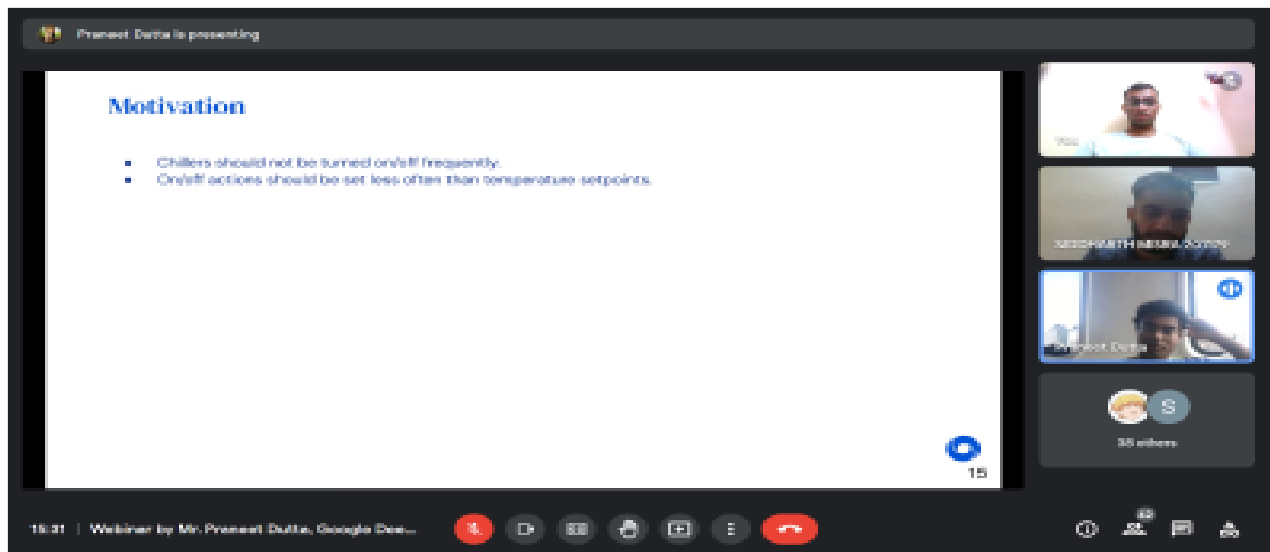 Praneet Dutta is presenting
Motivation
Chillers should not be turned on/off frequently.
On/off actions should be set less often than temperature setpoints.
15
You
SIDDHARTH MISRA
Praneet Dutta
S
38 others
15:31 | Webinar by Mr. Praneet Dutta, Google Dee...
42